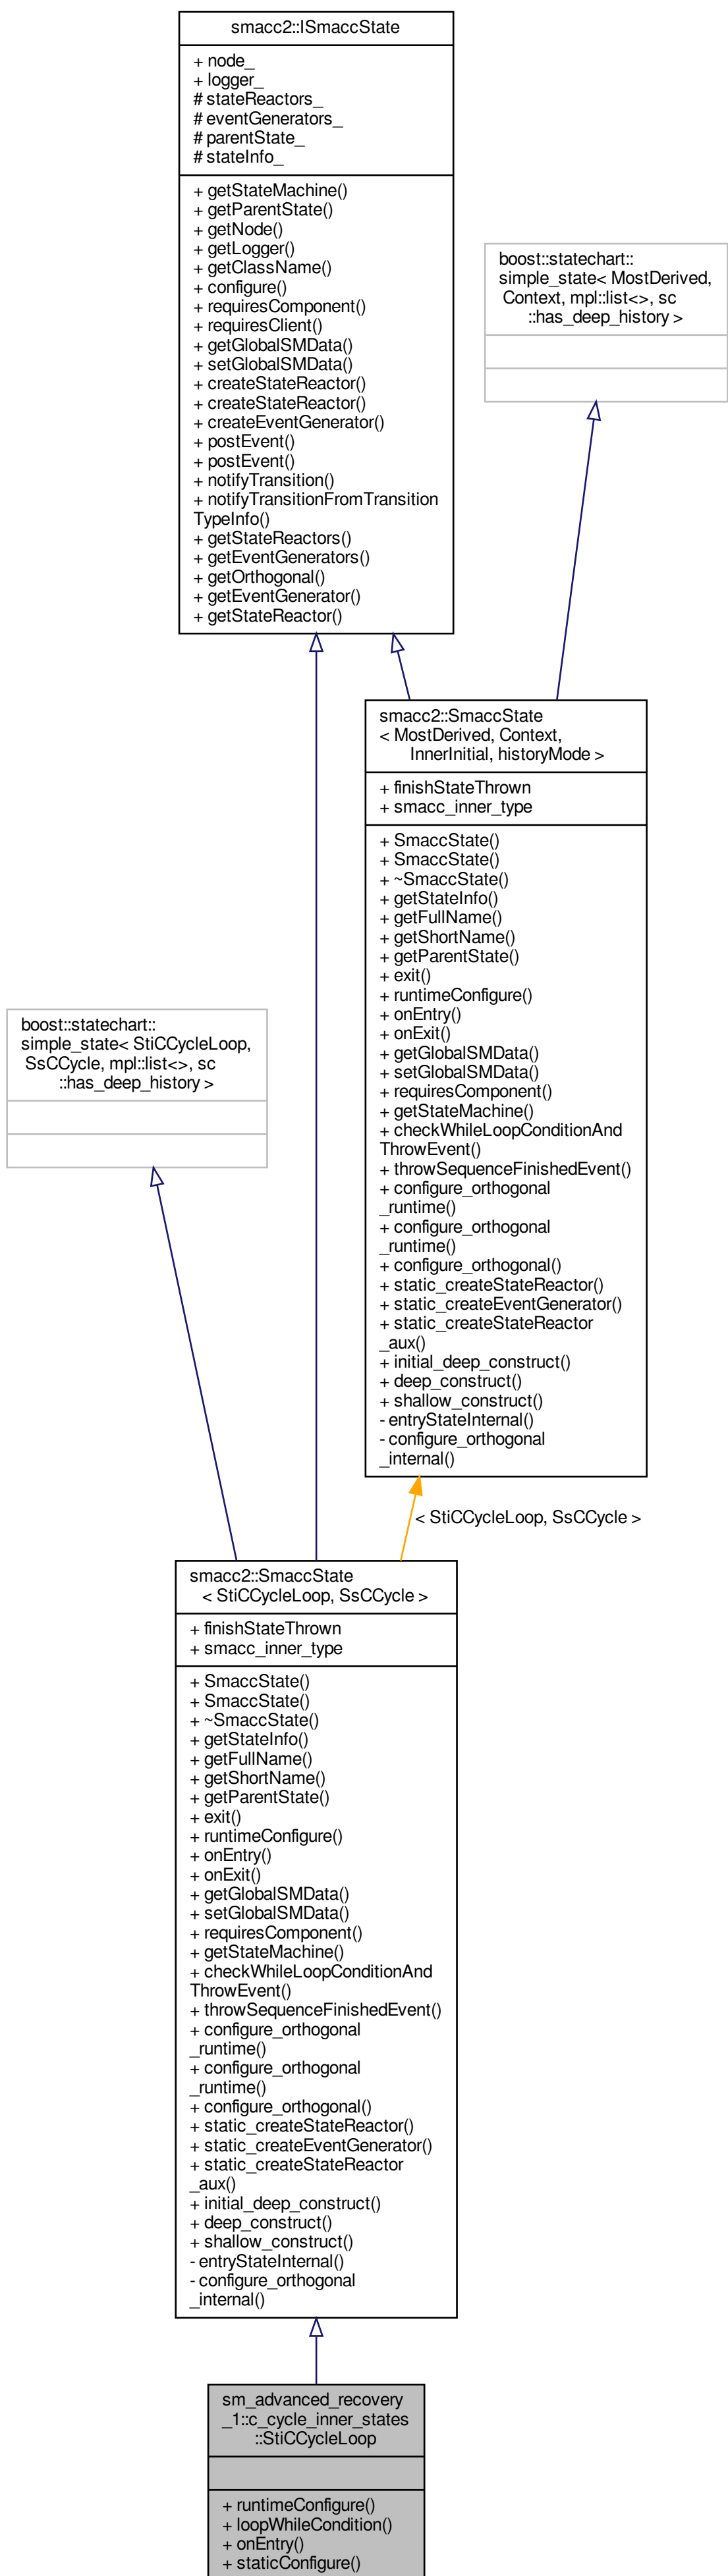 smacc2::ISmaccState
+ node_
+ logger_
# stateReactors_
# eventGenerators_
# parentState_
# stateInfo_
+ getStateMachine()
+ getParentState()
+ getNode()
+ getLogger()
+ getClassName()
+ configure()
+ requiresComponent()
+ requiresClient()
+ getGlobalSMData()
+ setGlobalSMData()
+ createStateReactor()
+ createStateReactor()
+ createEventGenerator()
+ postEvent()
+ postEvent()
+ notifyTransition()
+ notifyTransitionFromTransition
TypeInfo()
+ getStateReactors()
+ getEventGenerators()
+ getOrthogonal()
+ getEventGenerator()
+ getStateReactor()
boost::statechart::
simple_state< MostDerived,
Context, mpl::list<>, sc
::has_deep_history >
smacc2::SmaccState
< MostDerived, Context,
InnerInitial, historyMode >
+ finishStateThrown
+ smacc_inner_type
+ SmaccState()
+ SmaccState()
+ ~SmaccState()
+ getStateInfo()
+ getFullName()
+ getShortName()
+ getParentState()
+ exit()
+ runtimeConfigure()
+ onEntry()
+ onExit()
+ getGlobalSMData()
+ setGlobalSMData()
+ requiresComponent()
+ getStateMachine()
+ checkWhileLoopConditionAnd
ThrowEvent()
+ throwSequenceFinishedEvent()
+ configure_orthogonal
_runtime()
+ configure_orthogonal
_runtime()
+ configure_orthogonal()
+ static_createStateReactor()
+ static_createEventGenerator()
+ static_createStateReactor
_aux()
+ initial_deep_construct()
+ deep_construct()
+ shallow_construct()
- entryStateInternal()
- configure_orthogonal
_internal()
boost::statechart::
simple_state< StiCCycleLoop,
SsCCycle, mpl::list<>, sc
::has_deep_history >
< StiCCycleLoop, SsCCycle >
smacc2::SmaccState
< StiCCycleLoop, SsCCycle >
+ finishStateThrown
+ smacc_inner_type
+ SmaccState()
+ SmaccState()
+ ~SmaccState()
+ getStateInfo()
+ getFullName()
+ getShortName()
+ getParentState()
+ exit()
+ runtimeConfigure()
+ onEntry()
+ onExit()
+ getGlobalSMData()
+ setGlobalSMData()
+ requiresComponent()
+ getStateMachine()
+ checkWhileLoopConditionAnd
ThrowEvent()
+ throwSequenceFinishedEvent()
+ configure_orthogonal
_runtime()
+ configure_orthogonal
_runtime()
+ configure_orthogonal()
+ static_createStateReactor()
+ static_createEventGenerator()
+ static_createStateReactor
_aux()
+ initial_deep_construct()
+ deep_construct()
+ shallow_construct()
- entryStateInternal()
- configure_orthogonal
_internal()
sm_advanced_recovery
_1::c_cycle_inner_states
::StiCCycleLoop
+ runtimeConfigure()
+ loopWhileCondition()
+ onEntry()
+ staticConfigure()